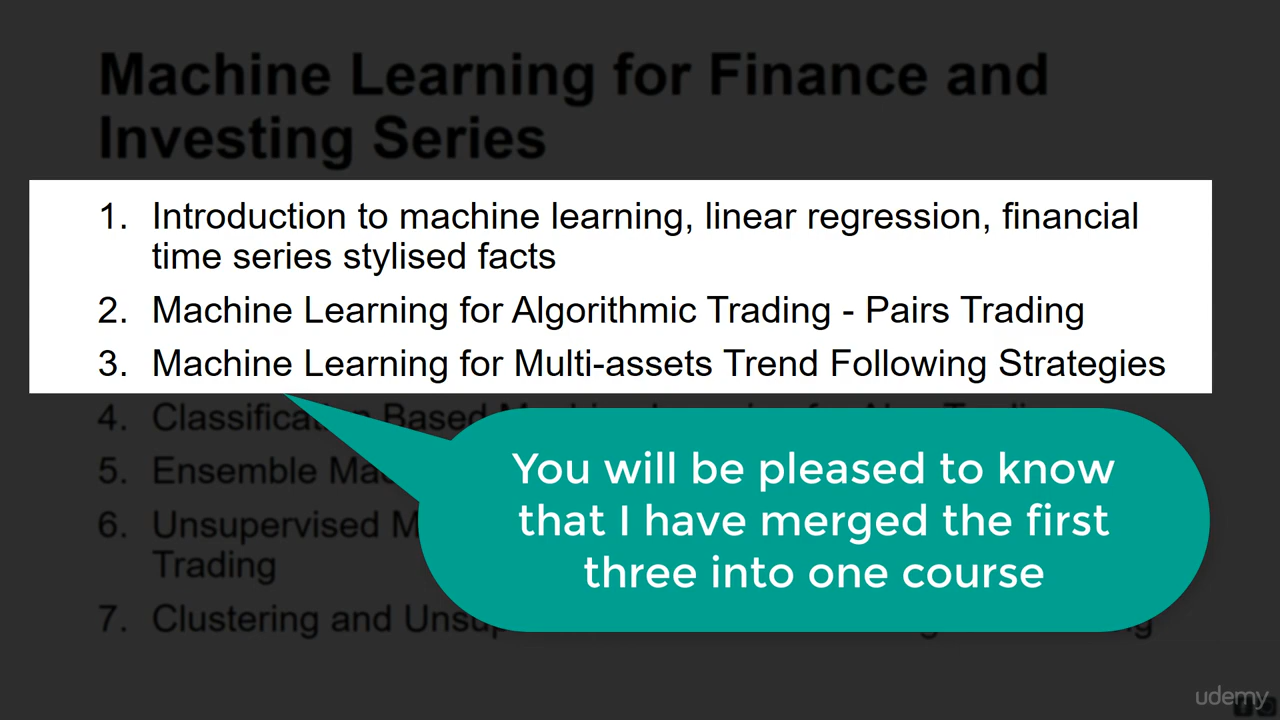 Machine Learning for Finance and
Investing Series
1. Introduction to machine learning, linear regression, financial
time series stylised facts
2. Machine Learning for Algorithmic Trading - Pairs Trading
3. Machine Learning for Multi-assets Trend Following Strategies
4. Classification Based
5. Ensemble
6. Unsupervised
Trading
7. Clustering and
You will be pleased to know
that I have merged the first
three into one course
udemy